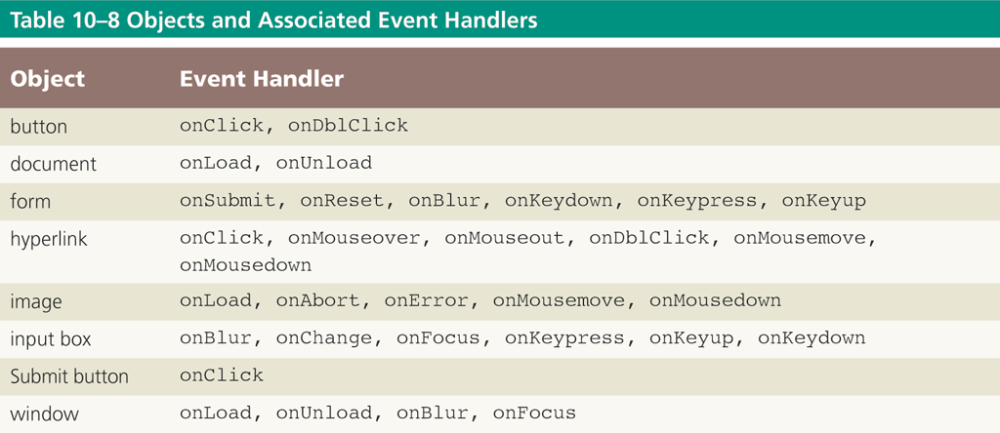 Table 10–8 Objects and Associated Event Handlers
Object Event Handler
button onClick, onDblClick
document onLoad, onUnload
form onSubmit, onReset, onBlur, onKeydown, onKeypress, onKeyup
hyperlink onClick, onMouseover, onMouseout, onDblClick, onMousemove,
onMousedown
image onLoad, onAbort, onError, onMousemove, onMousedown
input box onBlur, onChange, onFocus, onKeypress, onKeyup, onKeydown
Submit button onClick
window onLoad, onUnload, onBlur, onFocus